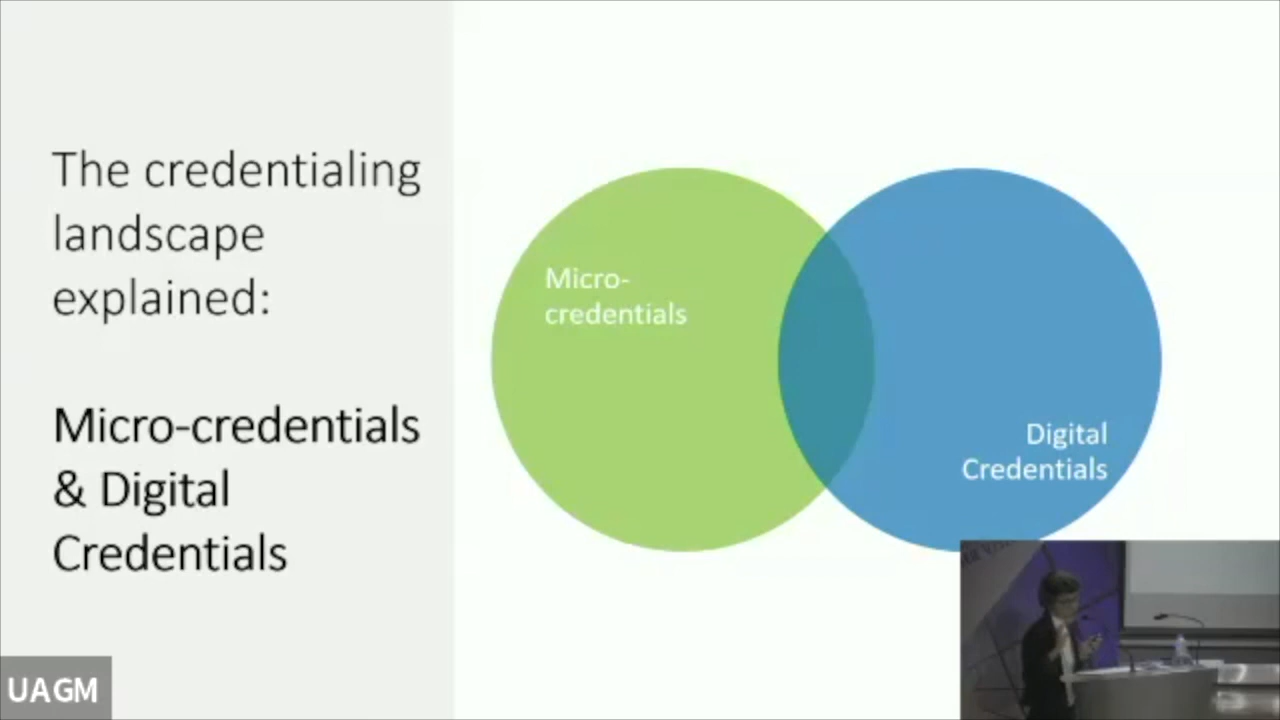 The credentialing
landscape
explained:
Micro-credentials
& Digital
Credentials
Micro-
credentials
Digital
Credentials
UAGM